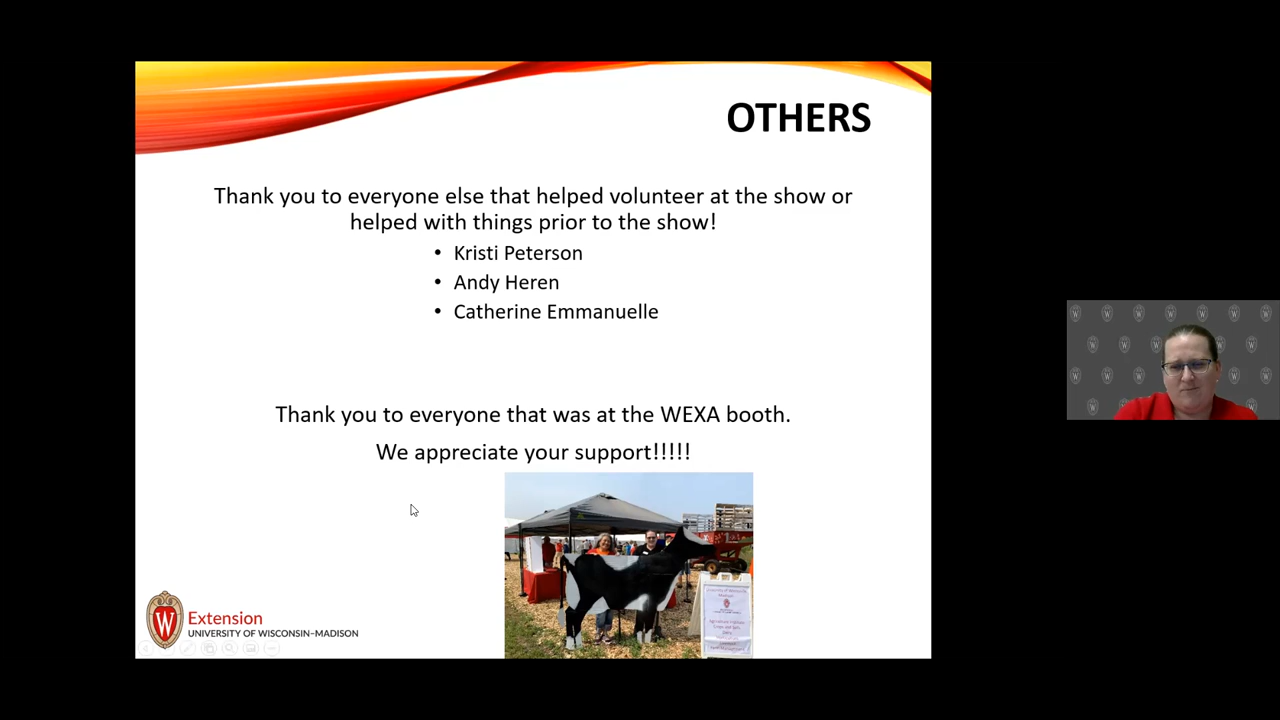 OTHERS
Thank you to everyone else that helped volunteer at the show or
helped with things prior to the show!
• Kristi Peterson
• Andy Heren
• Catherine Emmanuelle
Thank you to everyone that was at the WEXA booth.
We appreciate your support!!!!!
W
Extension
UNIVERSITY OF WISCONSIN–MADISON